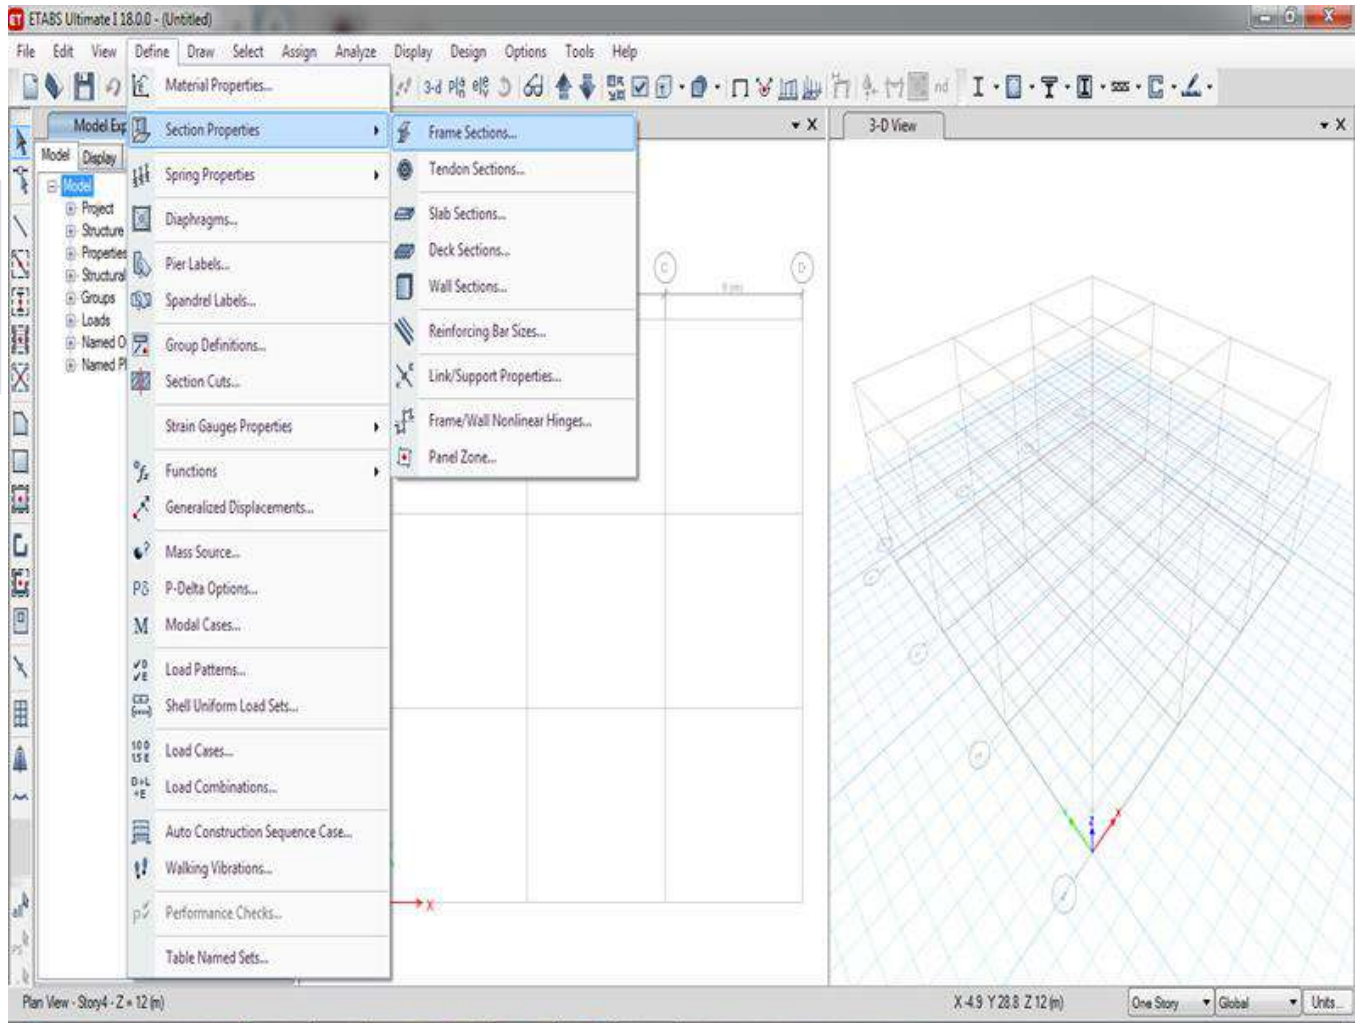 ETABS Ultimate I 18.0.0 - (Untitled)
File Edit View Define Draw Select Assign Analyze Display Design Options Tools Help
3-d nd
Model Exp
3-D View
Model Display
Model
Project
Structure
Properties
Structural
Groups
Loads
Named O
Named Pl
Material Properties...
Section Properties
Spring Properties
Diaphragms...
Pier Labels...
Spandrel Labels...
Group Definitions...
Section Cuts...
Strain Gauges Properties
Functions
Generalized Displacements...
Mass Source...
Pδ P-Delta Options...
M Modal Cases...
Load Patterns...
Shell Uniform Load Sets...
Load Cases...
D+L +E Load Combinations...
Auto Construction Sequence Case...
Walking Vibrations...
Performance Checks...
Table Named Sets...
Frame Sections...
Tendon Sections...
Slab Sections...
Deck Sections...
Wall Sections...
Reinforcing Bar Sizes...
Link/Support Properties...
Frame/Wall Nonlinear Hinges...
Panel Zone...
C D
X
Z X
all
Plan View - Story4 - Z = 12 (m)
X -4.9 Y 28.8 Z 12 (m)
One Story Global Units...